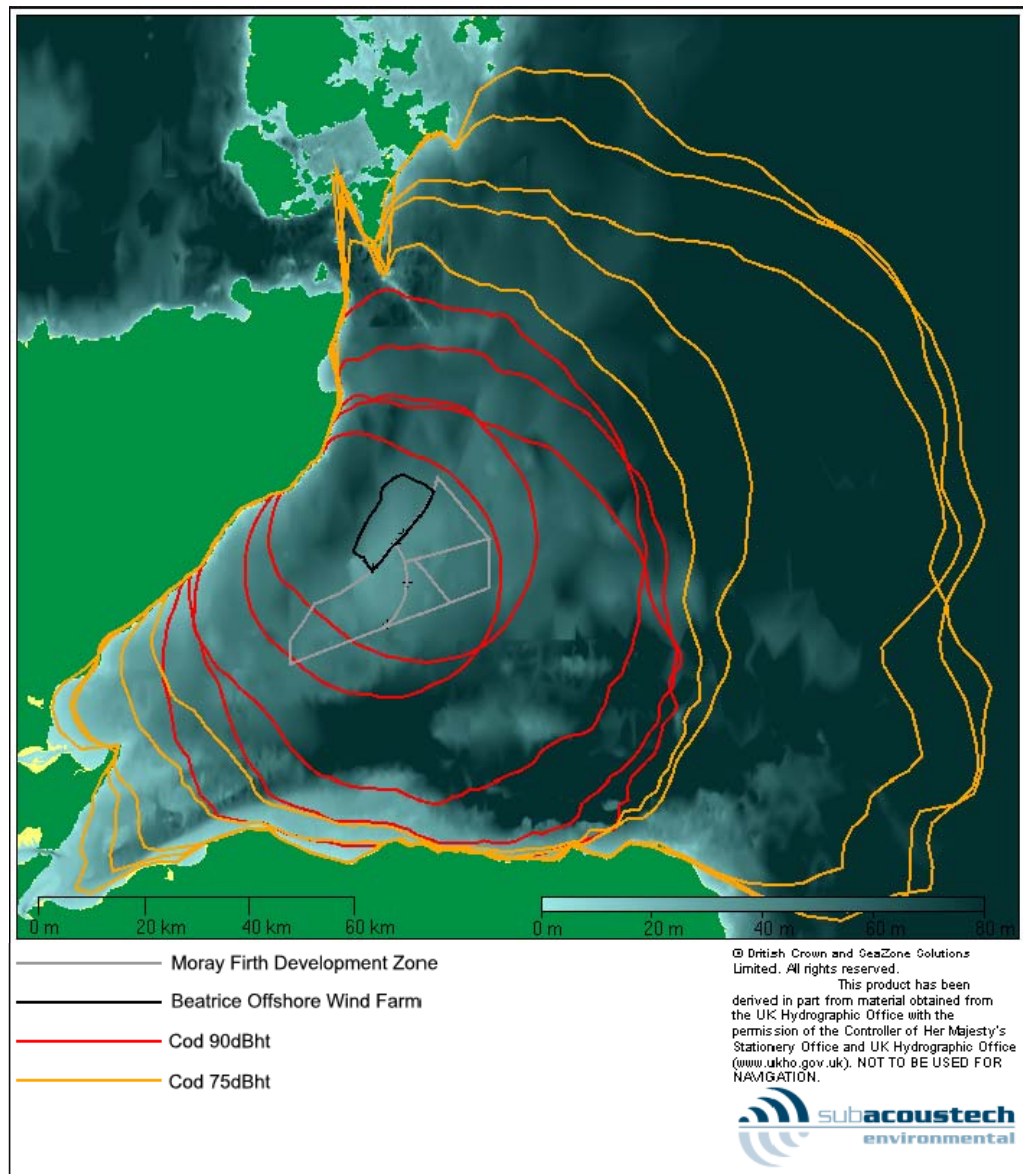 0 m 20 km 40 km 60 km 0 m 20 m 40 m 60 m 80 m
Moray Firth Development Zone
Beatrice Offshore Wind Farm
Cod 90dBht
Cod 75dBht
© British Crown and SeaZone Solutions
Limited. All rights reserved.
This product has been
derived in part from material obtained from
the UK Hydrographic Office with the
permission of the Controller of Her Majesty's
Stationery Office and UK Hydrographic Office
(www.ukho.gov.uk). NOT TO BE USED FOR
NAVIGATION.
subacoustech
environmental